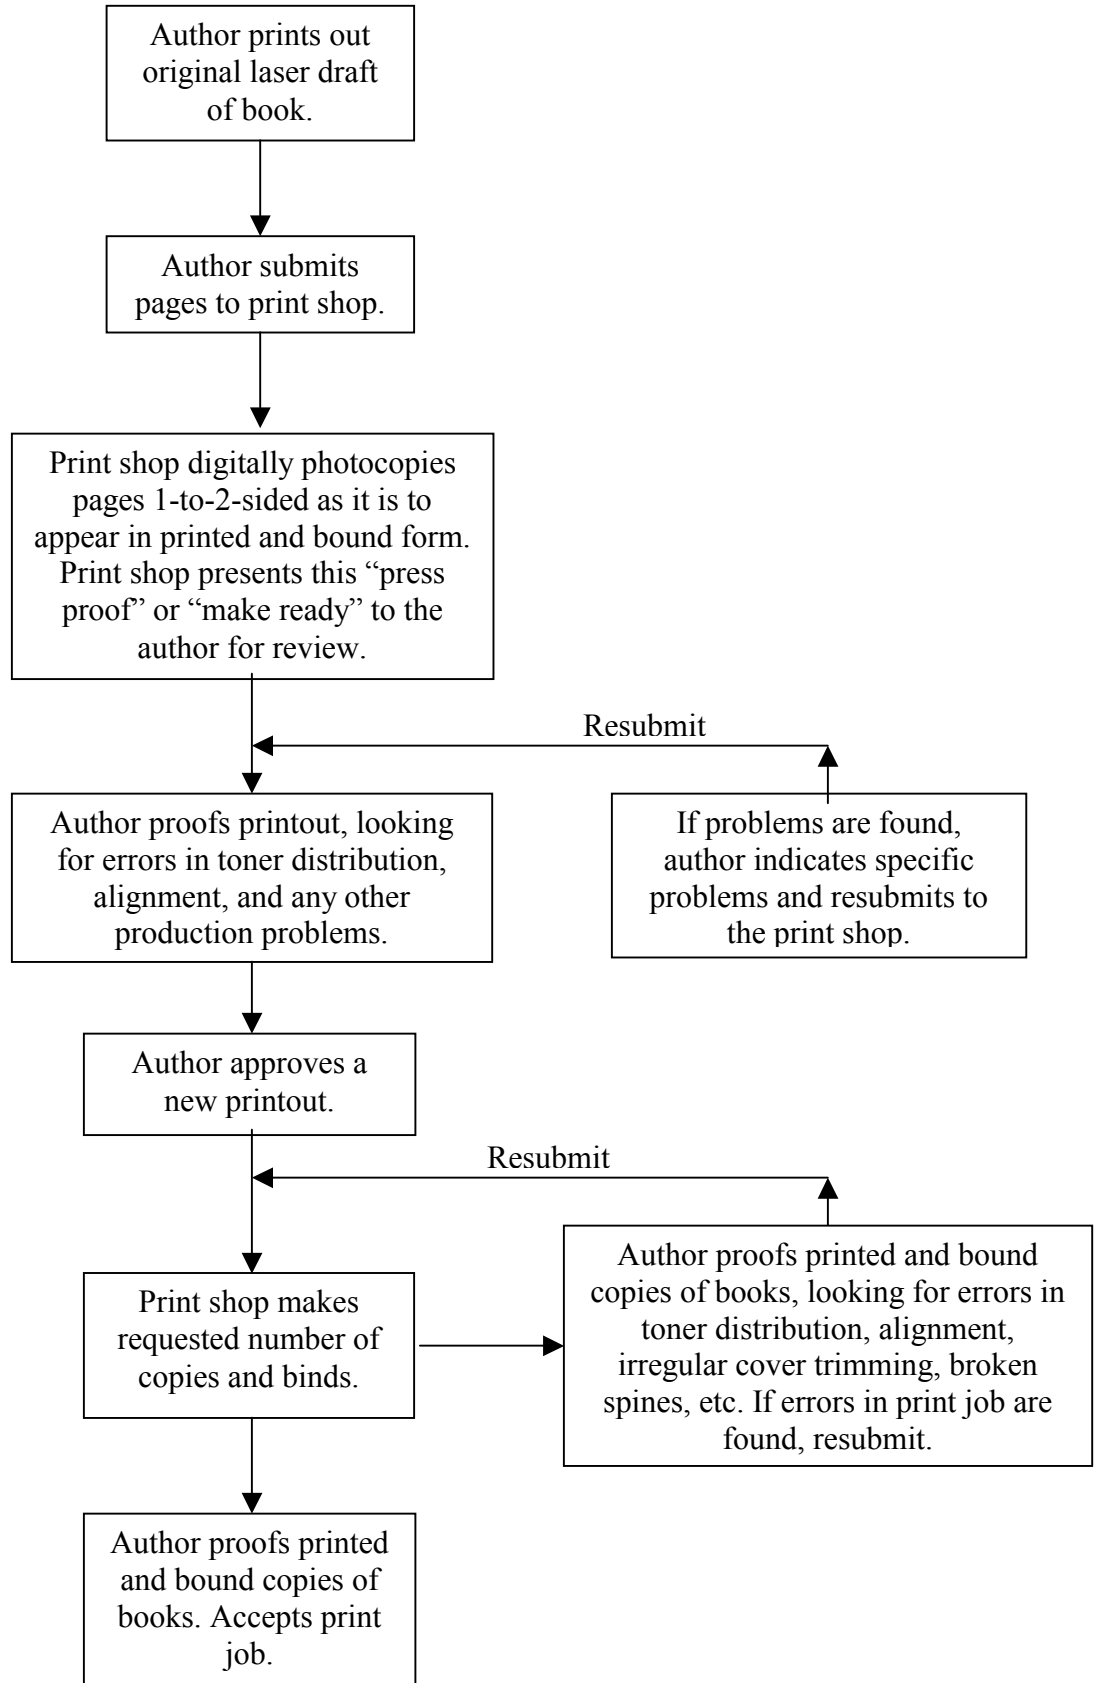 Author prints out
original laser draft
of book.
Author submits
pages to print shop.
Print shop digitally photocopies
pages 1-to-2-sided as it is to
appear in printed and bound form.
Print shop presents this “press
proof” or “make ready” to the
author for review.
Resubmit
Author proofs printout, looking
for errors in toner distribution,
alignment, and any other
production problems.
If problems are found,
author indicates specific
problems and resubmits to
the print shop.
Author approves a
new printout.
Resubmit
Print shop makes
requested number of
copies and binds.
Author proofs printed and bound
copies of books, looking for errors in
toner distribution, alignment,
irregular cover trimming, broken
spines, etc. If errors in print job are
found, resubmit.
Author proofs printed
and bound copies of
books. Accepts print
job.